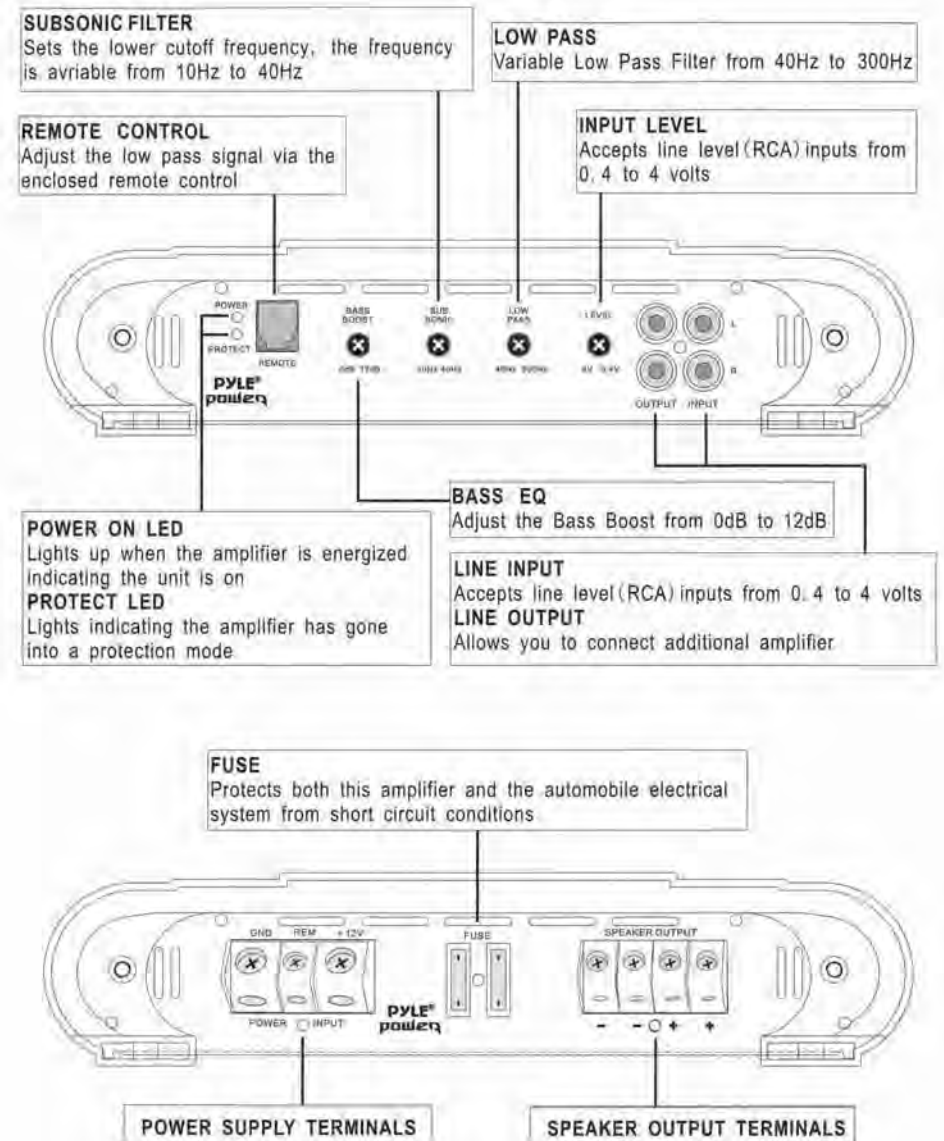 SUBSONIC FILTER
Sets the lower cutoff frequency, the frequency
is avriable from 10Hz to 40Hz
LOW PASS
Variable Low Pass Filter from 40Hz to 300Hz
REMOTE CONTROL
Adjust the low pass signal via the
enclosed remote control
INPUT LEVEL
Accepts line level (RCA) inputs from
0.4 to 4 volts
POWER
PROTECT
REMOTE
PYLE®
power
BASS
BOOST
SUB
SONIC
LOW
PASS
LEVEL
L
R
OUTPUT INPUT
BASS EQ
Adjust the Bass Boost from 0dB to 12dB
POWER ON LED
Lights up when the amplifier is energized
indicating the unit is on
PROTECT LED
Lights indicating the amplifier has gone
into a protection mode
LINE INPUT
Accepts line level (RCA) inputs from 0.4 to 4 volts
LINE OUTPUT
Allows you to connect additional amplifier
FUSE
Protects both this amplifier and the automobile electrical
system from short circuit conditions
GND REM +12V
POWER INPUT
PYLE®
power
FUSE
SPEAKER OUTPUT
- - + +
POWER SUPPLY TERMINALS
SPEAKER OUTPUT TERMINALS